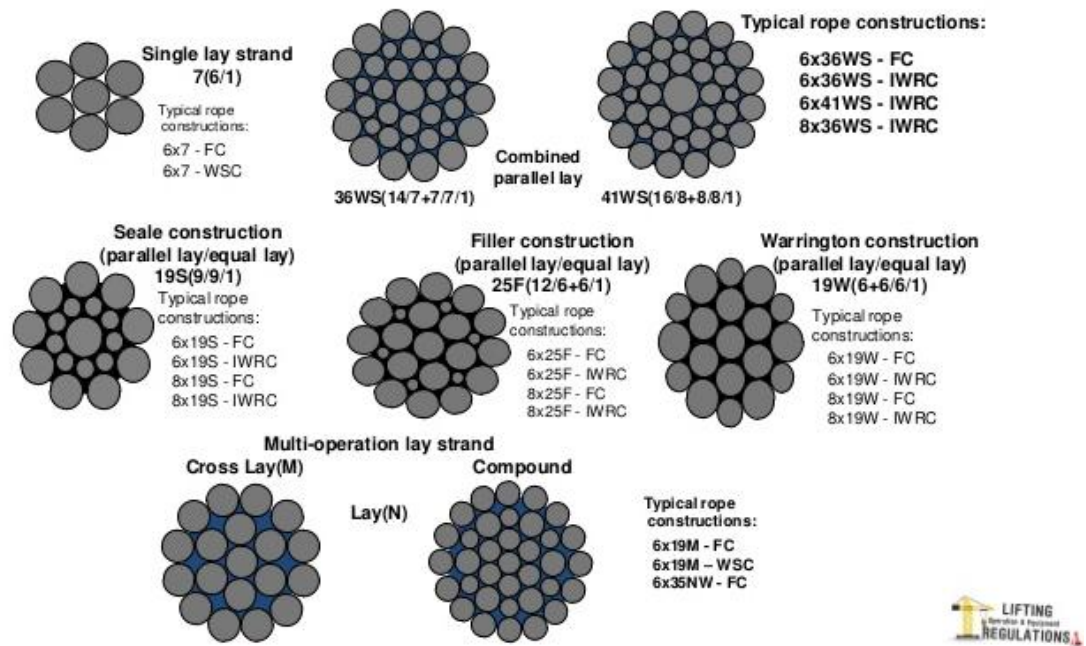 Single lay strand
7(6/1)
Typical rope
constructions:
6x7 - FC
6x7 - WSC
36WS(14/7+7/7/1)
Combined
parallel lay
41WS(16/8+8/8/1)
Typical rope constructions:
6x36WS - FC
6x36WS - IWRC
6x41WS - IWRC
8x36WS - IWRC
Seale construction
(parallel lay/equal lay)
19S(9/9/1)
Typical rope
constructions:
6x19S - FC
6x19S - IWRC
8x19S - FC
8x19S - IWRC
Filler construction
(parallel lay/equal lay)
25F(12/6+6/1)
Typical rope
constructions:
6x25F - FC
6x25F - IWRC
8x25F - FC
8x25F - IWRC
Warrington construction
(parallel lay/equal lay)
19W(6+6/6/1)
Typical rope
constructions:
6x19W - FC
6x19W - IWRC
8x19W - FC
8x19W - IWRC
Multi-operation lay strand
Cross Lay(M)
Lay(N)
Compound
Typical rope
constructions:
6x19M - FC
6x19M – WSC
6x35NW - FC
LIFTING
Operation & Equipment
REGULATIONS